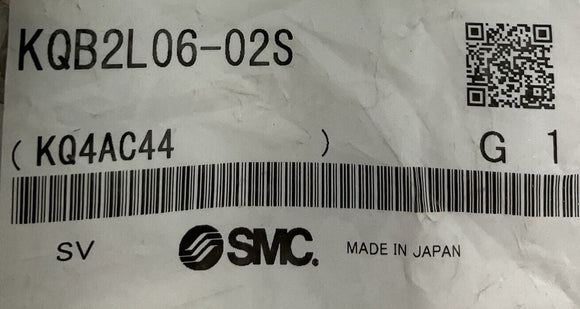 KQB2L06-02S
( KQ4AC44 ) G 1
SV SMC. MADE IN JAPAN